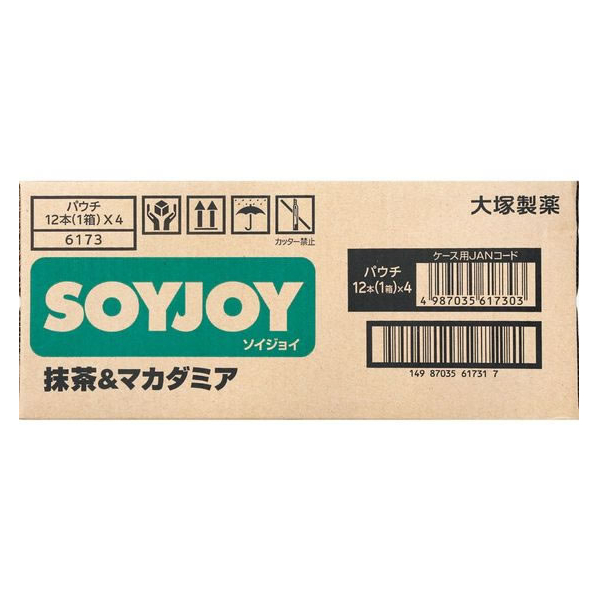 パウチ
12本(1箱)×4
6173
カッター禁止
大塚製薬
SOYJOY
ソイジョイ
抹茶&マカダミア
パウチ
12本(1箱)×4
ケース用JANコード
4 987035 617303
149 87035 61731 7